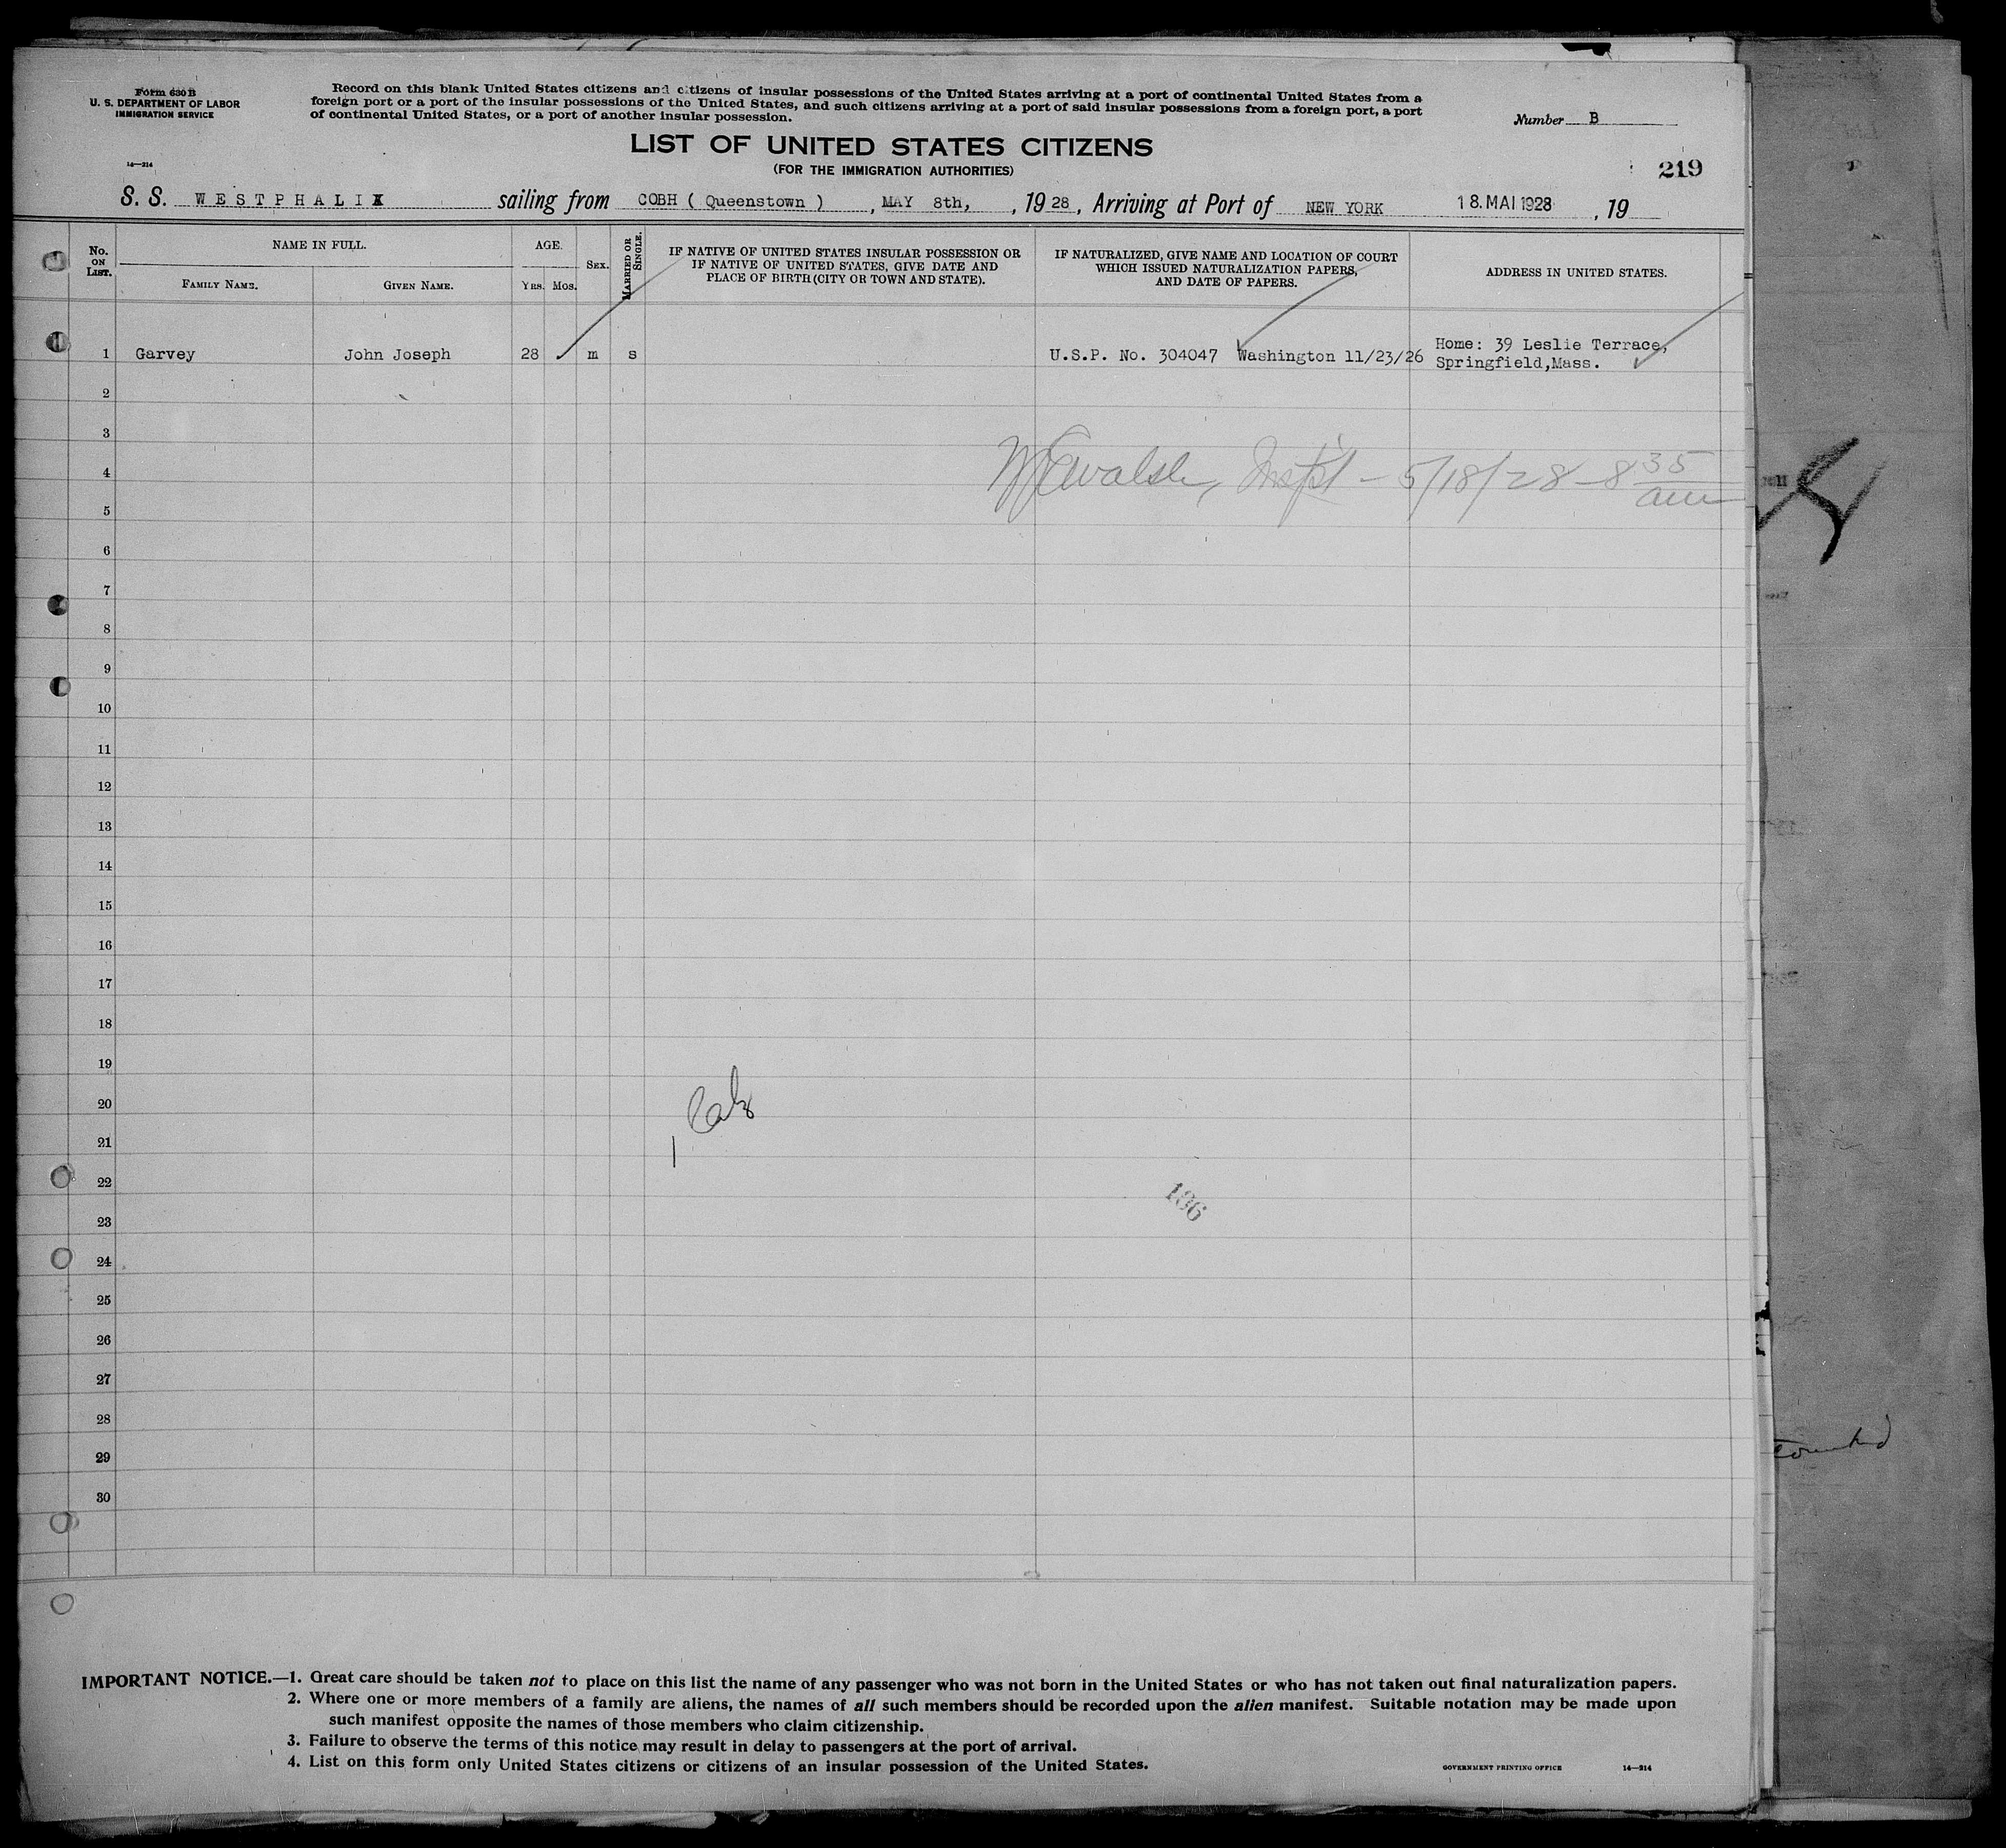 Form 630 B
U. S. DEPARTMENT OF LABOR
IMMIGRATION SERVICE
14—214
Record on this blank United States citizens and citizens of insular possessions of the United States arriving at a port of continental United States from a
foreign port or a port of the insular possessions of the United States, and such citizens arriving at a port of said insular possessions from a foreign port, a port
of continental United States, or a port of another insular possession.
Number B
LIST OF UNITED STATES CITIZENS
(FOR THE IMMIGRATION AUTHORITIES)
219
S. S. WESTPHALIA sailing from COBH ( Queenstown ) , MAY 8th, , 19 28 , Arriving at Port of NEW YORK 18. MAI 1928 , 19
No. ON LIST.
NAME IN FULL.
FAMILY NAME.
GIVEN NAME.
AGE.
YRS. MOS.
SEX.
MARRIED OR SINGLE.
IF NATIVE OF UNITED STATES INSULAR POSSESSION OR
IF NATIVE OF UNITED STATES, GIVE DATE AND
PLACE OF BIRTH (CITY OR TOWN AND STATE).
IF NATURALIZED, GIVE NAME AND LOCATION OF COURT
WHICH ISSUED NATURALIZATION PAPERS,
AND DATE OF PAPERS.
ADDRESS IN UNITED STATES.
1 Garvey John Joseph 28 m s U.S.P. No. 304047 Washington 11/23/26 Home: 39 Leslie Terrace,
Springfield,Mass.
2
3
4
Walsh, Insp't - 5/18/28 - 8 35 am
5
6
7
8
9
10
11
12
13
14
15
16
17
18
19
20
21
1
22
186
23
24
25
26
27
28
29
30
IMPORTANT NOTICE.—1. Great care should be taken not to place on this list the name of any passenger who was not born in the United States or who has not taken out final naturalization papers.
2. Where one or more members of a family are aliens, the names of all such members should be recorded upon the alien manifest. Suitable notation may be made upon
such manifest opposite the names of those members who claim citizenship.
3. Failure to observe the terms of this notice may result in delay to passengers at the port of arrival.
4. List on this form only United States citizens or citizens of an insular possession of the United States.
GOVERNMENT PRINTING OFFICE 14—214